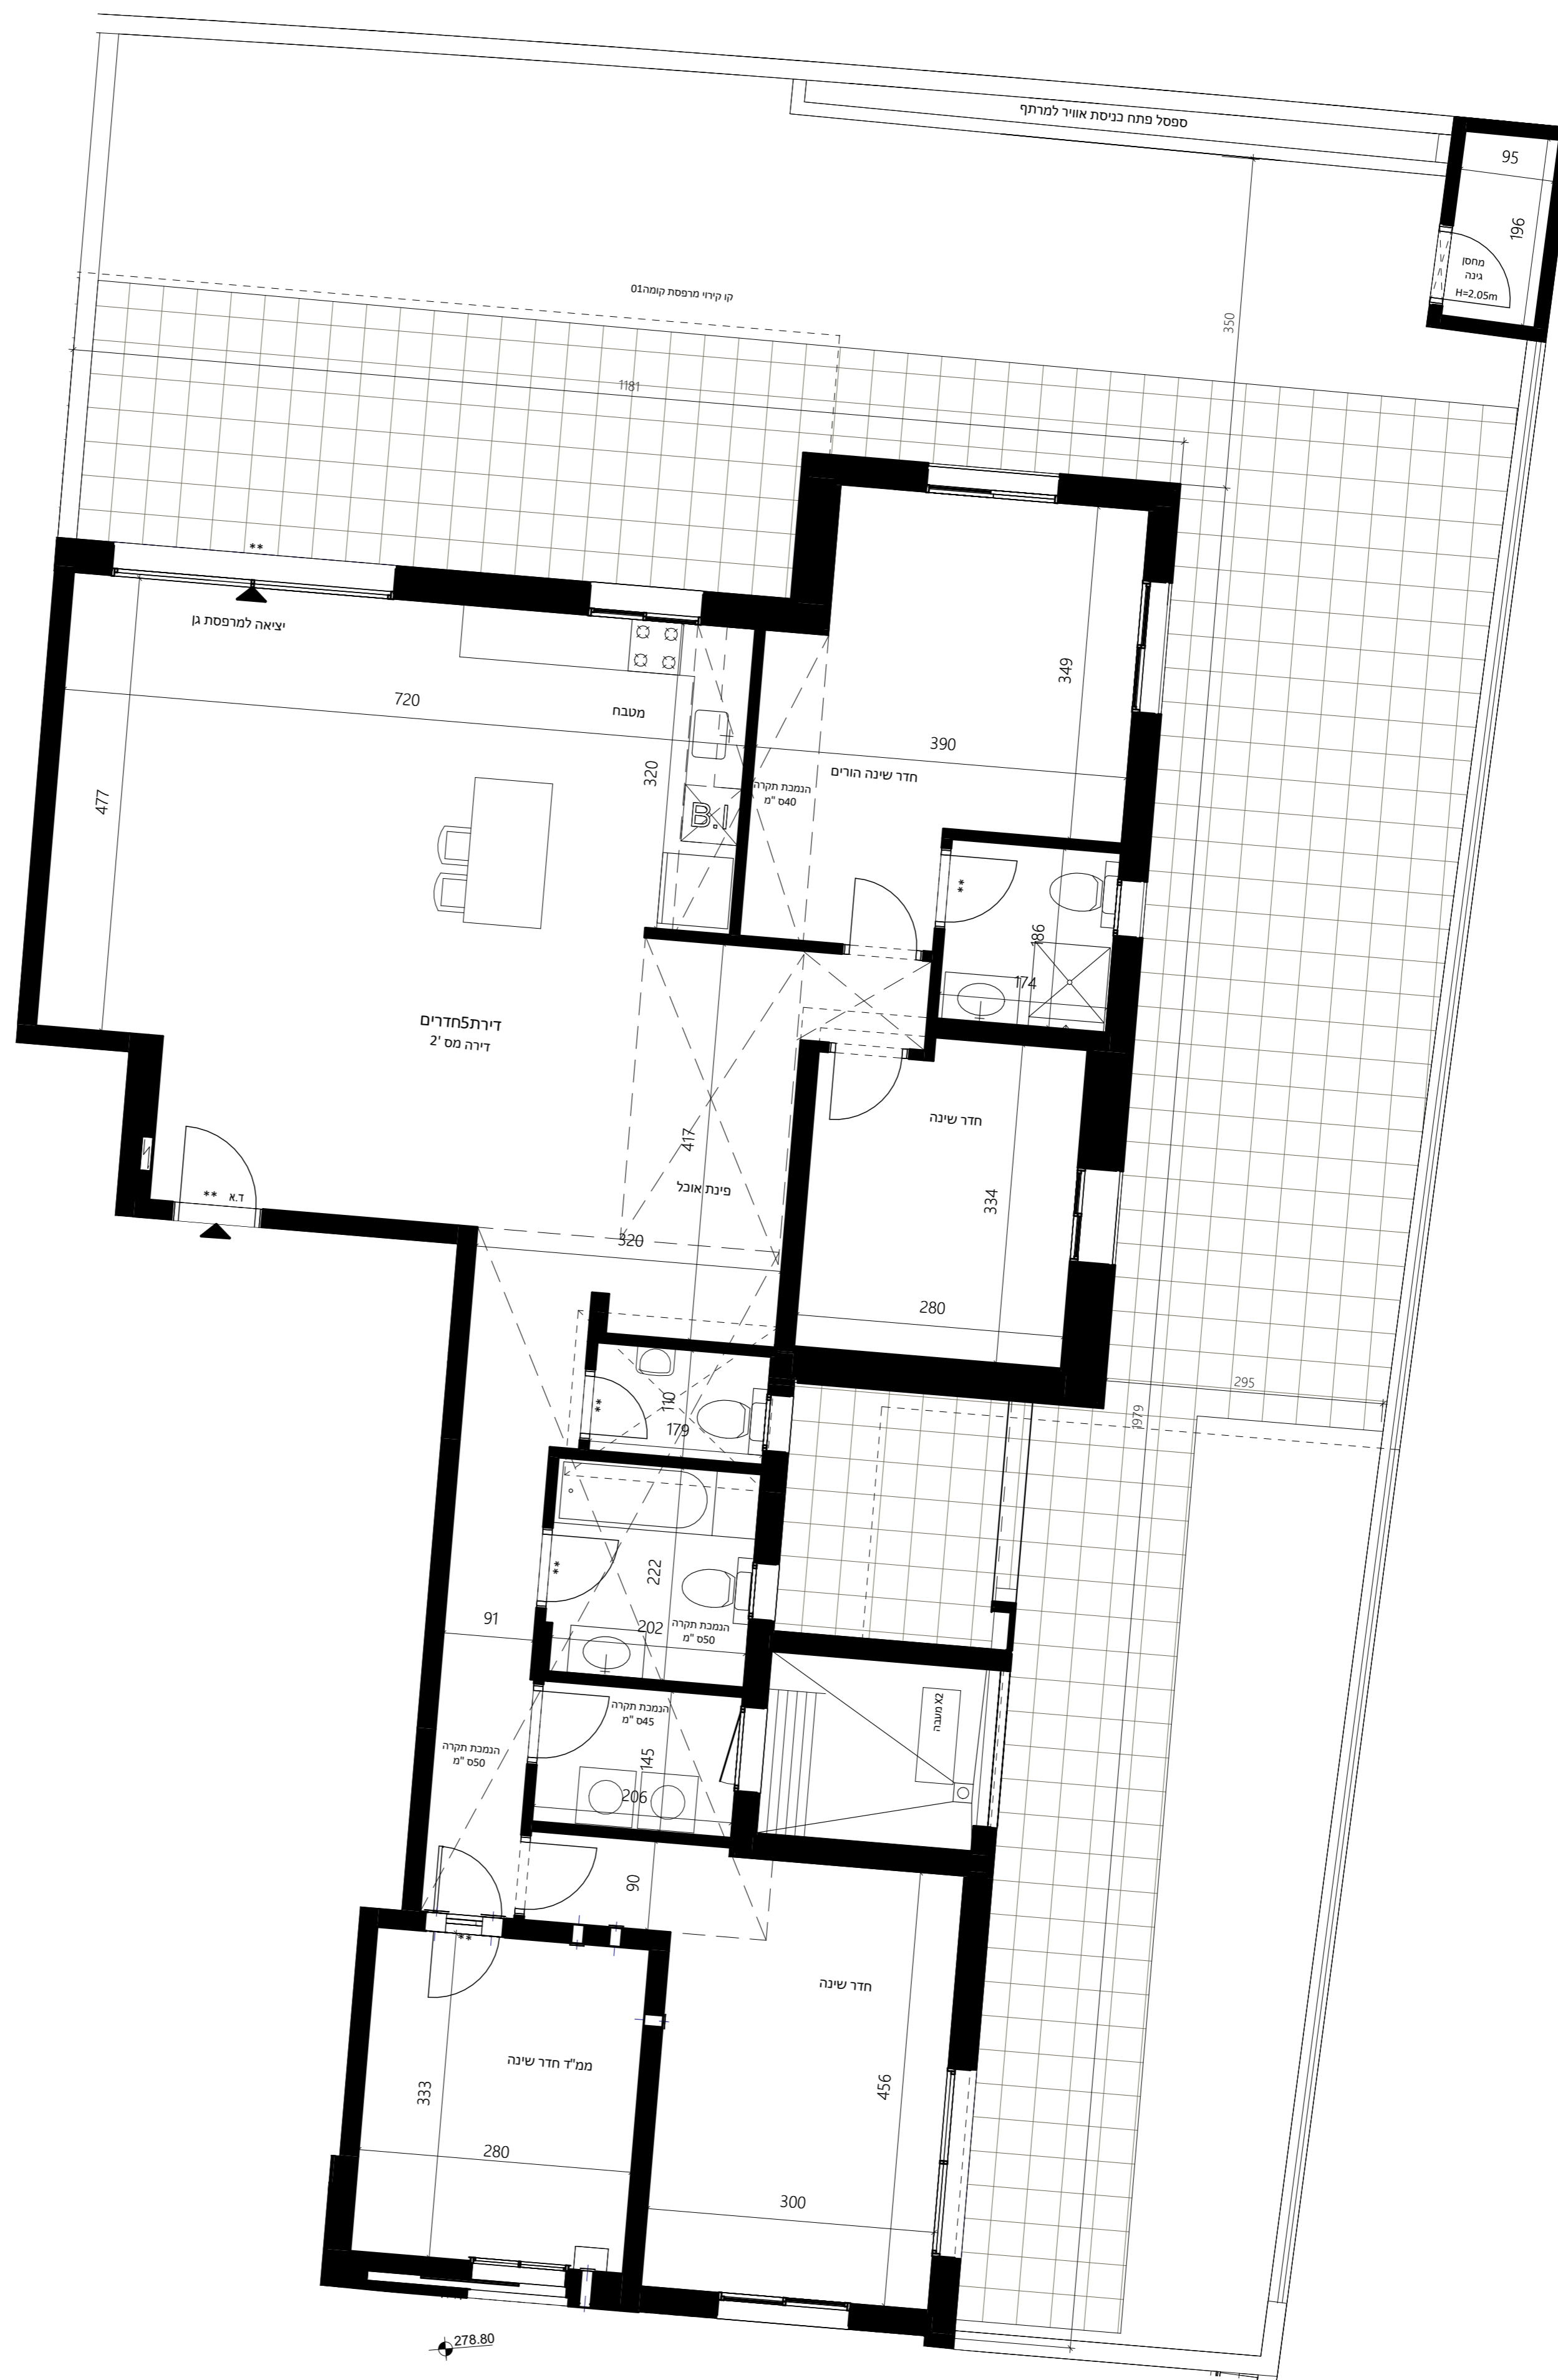 ספסל פתח כניסת אוויר למרתף
95
196
מחסן
גינה
H=2.05m
קו קירוי מרפסת קומה01
350
1181
**
יציאה למרפסת גן
720
מטבח
477
320
B.I
349
390
חדר שינה הורים
הנמכת תקרה
40ס"מ
**
186
174
דירת5חדרים
דירה מס '2
417
פינת אוכל
חדר שינה
334
280
ד.א **
320
295
1979
110
179
**
222
202
**
הנמכת תקרה
50ס"מ
91
הנמכת תקרה
45ס"מ
145
206
הנמכת תקרה
50ס"מ
מעבה X2
90
**
חדר שינה
ממ"ד חדר שינה
333
280
456
300
278.80